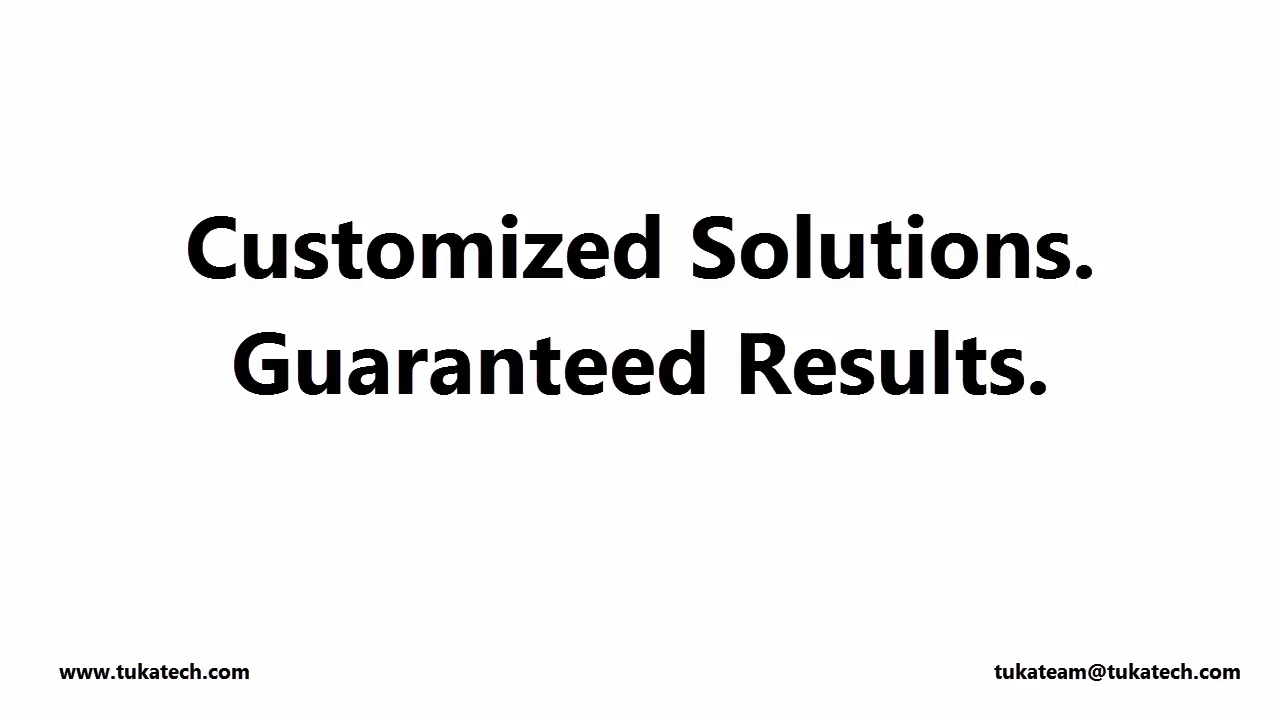 Customized Solutions.
Guaranteed Results.
www.tukatech.com
tukateam@tukatech.com